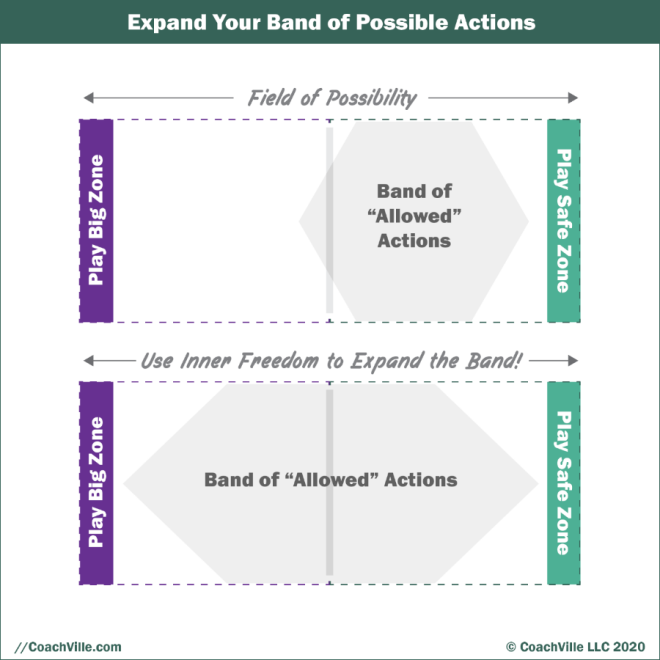 Expand Your Band of Possible Actions
Field of Possibility
Play Big Zone
Band of
“Allowed”
Actions
Play Safe Zone
Use Inner Freedom to Expand the Band!
Play Big Zone
Band of “Allowed” Actions
Play Safe Zone
//CoachVille.com
© CoachVille LLC 2020